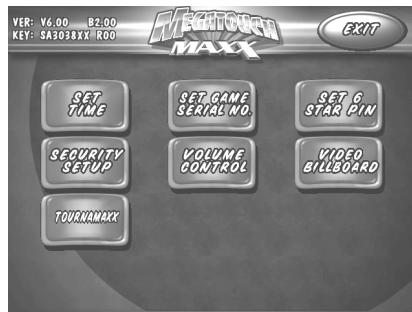 VER: V6.00 B2.00
KEY: SA3038XX R00
MEGATOUCH
MAXX
EXIT
SET
TIME
SET GAME
SERIAL NO.
SET 6
STAR PIN
SECURITY
SETUP
VOLUME
CONTROL
VIDEO
BILLBOARD
TOURNAMAXX